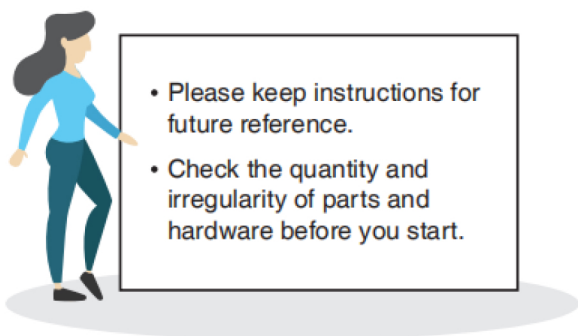 • Please keep instructions for
future reference.
• Check the quantity and
irregularity of parts and
hardware before you start.